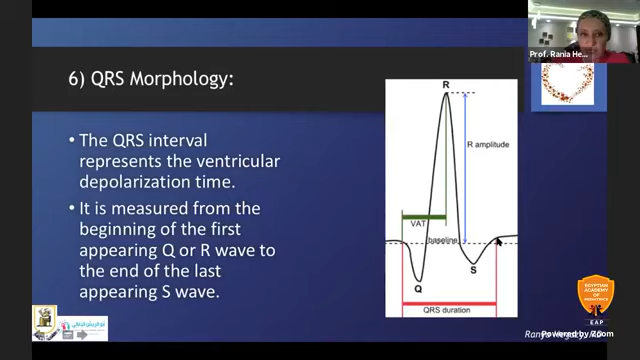 Prof. Rania He...
6) QRS Morphology:
• The QRS interval
represents the ventricular
depolarization time.
• It is measured from the
beginning of the first
appearing Q or R wave to
the end of the last
appearing S wave.
R
R amplitude
VAT
baseline
S
Q
QRS duration
EGYPTIAN
ACADEMY
EAP
Powered by Zoom